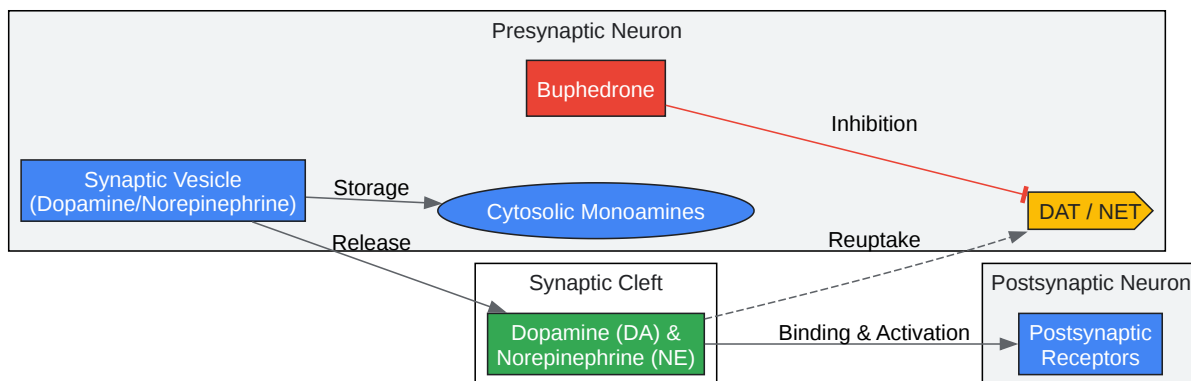 Presynaptic Neuron
Buphedrone
Inhibition
Synaptic Vesicle
(Dopamine/Norepinephrine)
Storage
Cytosolic Monoamines
DAT / NET
Release
Reuptake
Synaptic Cleft
Postsynaptic Neuron
Dopamine (DA) &
Norepinephrine (NE)
Binding & Activation
Postsynaptic
Receptors